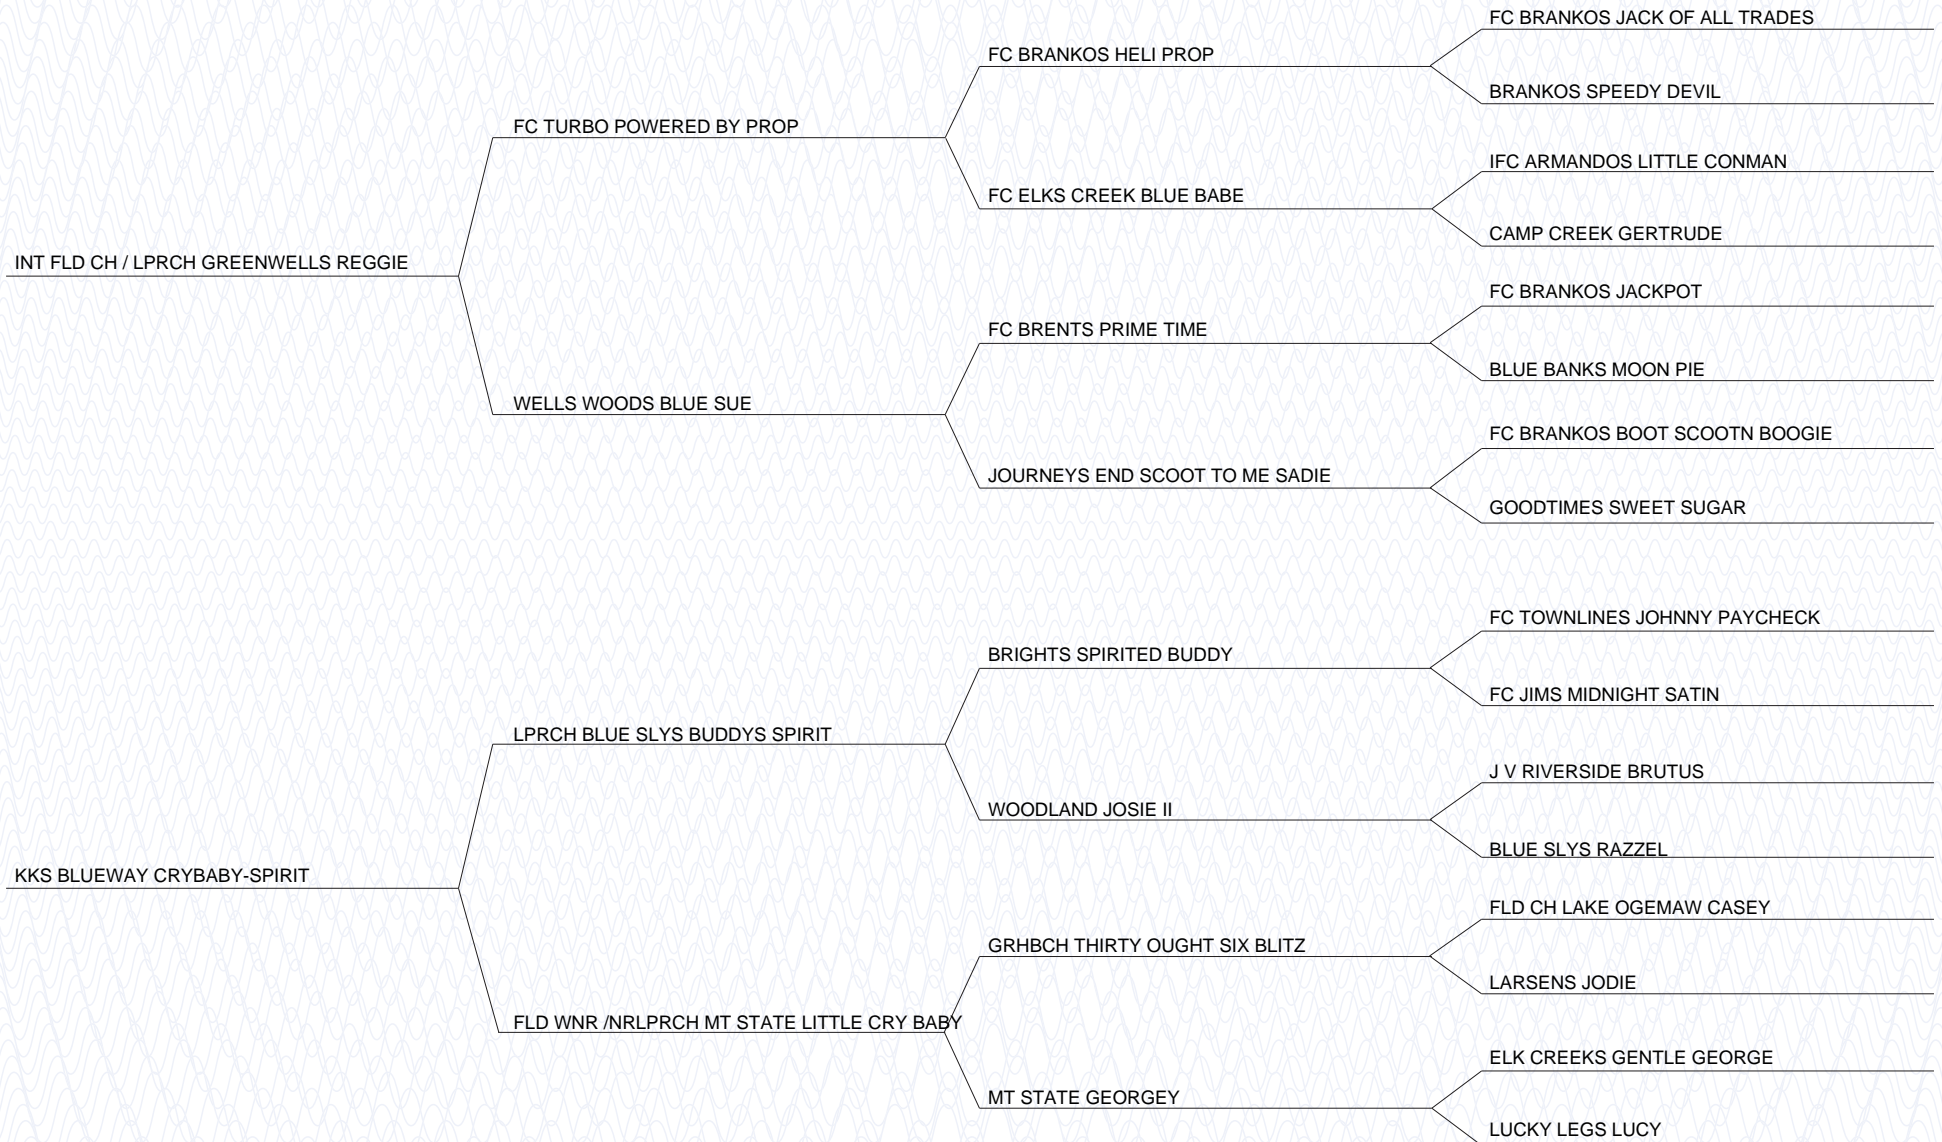 FC BRANKOS JACK OF ALL TRADES
FC BRANKOS HELI PROP
BRANKOS SPEEDY DEVIL
FC TURBO POWERED BY PROP
IFC ARMANDOS LITTLE CONMAN
FC ELKS CREEK BLUE BABE
CAMP CREEK GERTRUDE
INT FLD CH / LPRCH GREENWELLS REGGIE
FC BRANKOS JACKPOT
FC BRENTS PRIME TIME
BLUE BANKS MOON PIE
WELLS WOODS BLUE SUE
FC BRANKOS BOOT SCOOTN BOOGIE
JOURNEYS END SCOOT TO ME SADIE
GOODTIMES SWEET SUGAR
FC TOWNLINES JOHNNY PAYCHECK
BRIGHTS SPIRITED BUDDY
FC JIMS MIDNIGHT SATIN
LPRCH BLUE SLYS BUDDYS SPIRIT
J V RIVERSIDE BRUTUS
WOODLAND JOSIE II
BLUE SLYS RAZZEL
KKS BLUEWAY CRYBABY-SPIRIT
FLD CH LAKE OGEMAW CASEY
GRHBCH THIRTY OUGHT SIX BLITZ
LARSENS JODIE
FLD WNR /NRLPRCH MT STATE LITTLE CRY BABY
ELK CREEKS GENTLE GEORGE
MT STATE GEORGEY
LUCKY LEGS LUCY